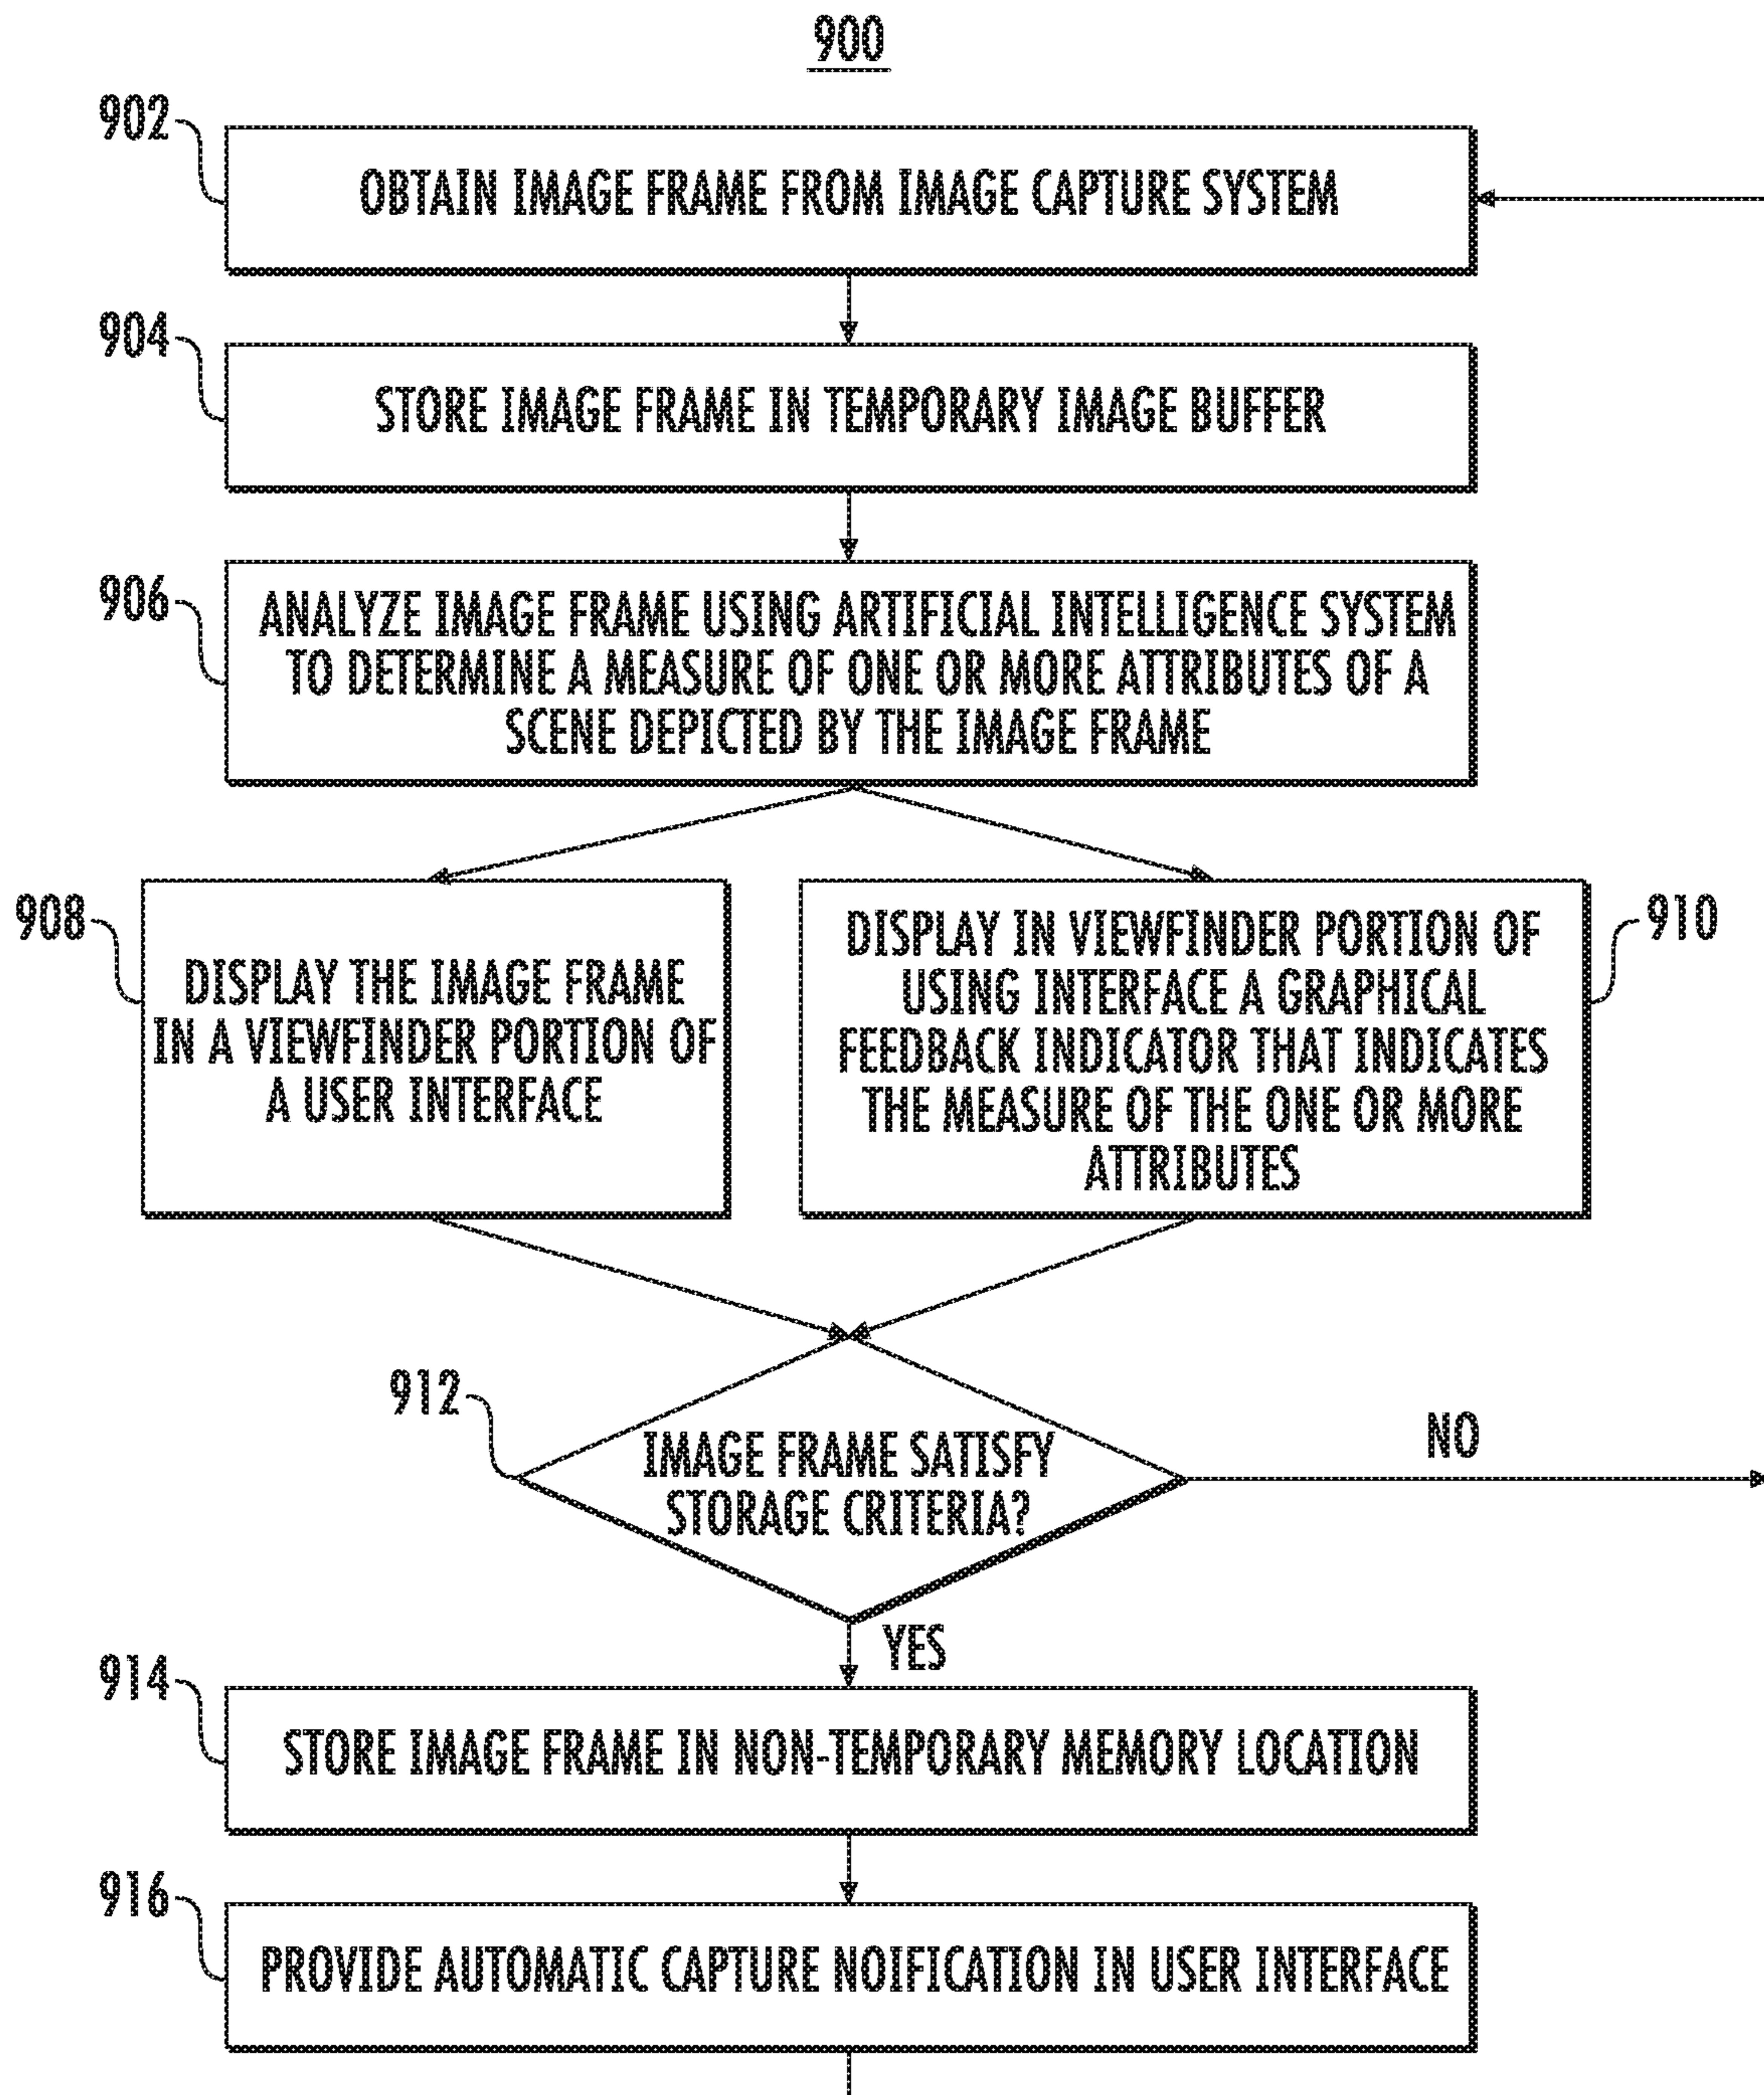 900
902
OBTAIN IMAGE FRAME FROM IMAGE CAPTURE SYSTEM
904
STORE IMAGE FRAME IN TEMPORARY IMAGE BUFFER
906
ANALYZE IMAGE FRAME USING ARTIFICIAL INTELLIGENCE SYSTEM
TO DETERMINE A MEASURE OF ONE OR MORE ATTRIBUTES OF A
SCENE DEPICTED BY THE IMAGE FRAME
908
DISPLAY THE IMAGE FRAME
IN A VIEWFINDER PORTION OF
A USER INTERFACE
910
DISPLAY IN VIEWFINDER PORTION OF
USING INTERFACE A GRAPHICAL
FEEDBACK INDICATOR THAT INDICATES
THE MEASURE OF THE ONE OR MORE
ATTRIBUTES
912
IMAGE FRAME SATISFY
STORAGE CRITERIA?
NO
YES
914
STORE IMAGE FRAME IN NON-TEMPORARY MEMORY LOCATION
916
PROVIDE AUTOMATIC CAPTURE NOIFICATION IN USER INTERFACE